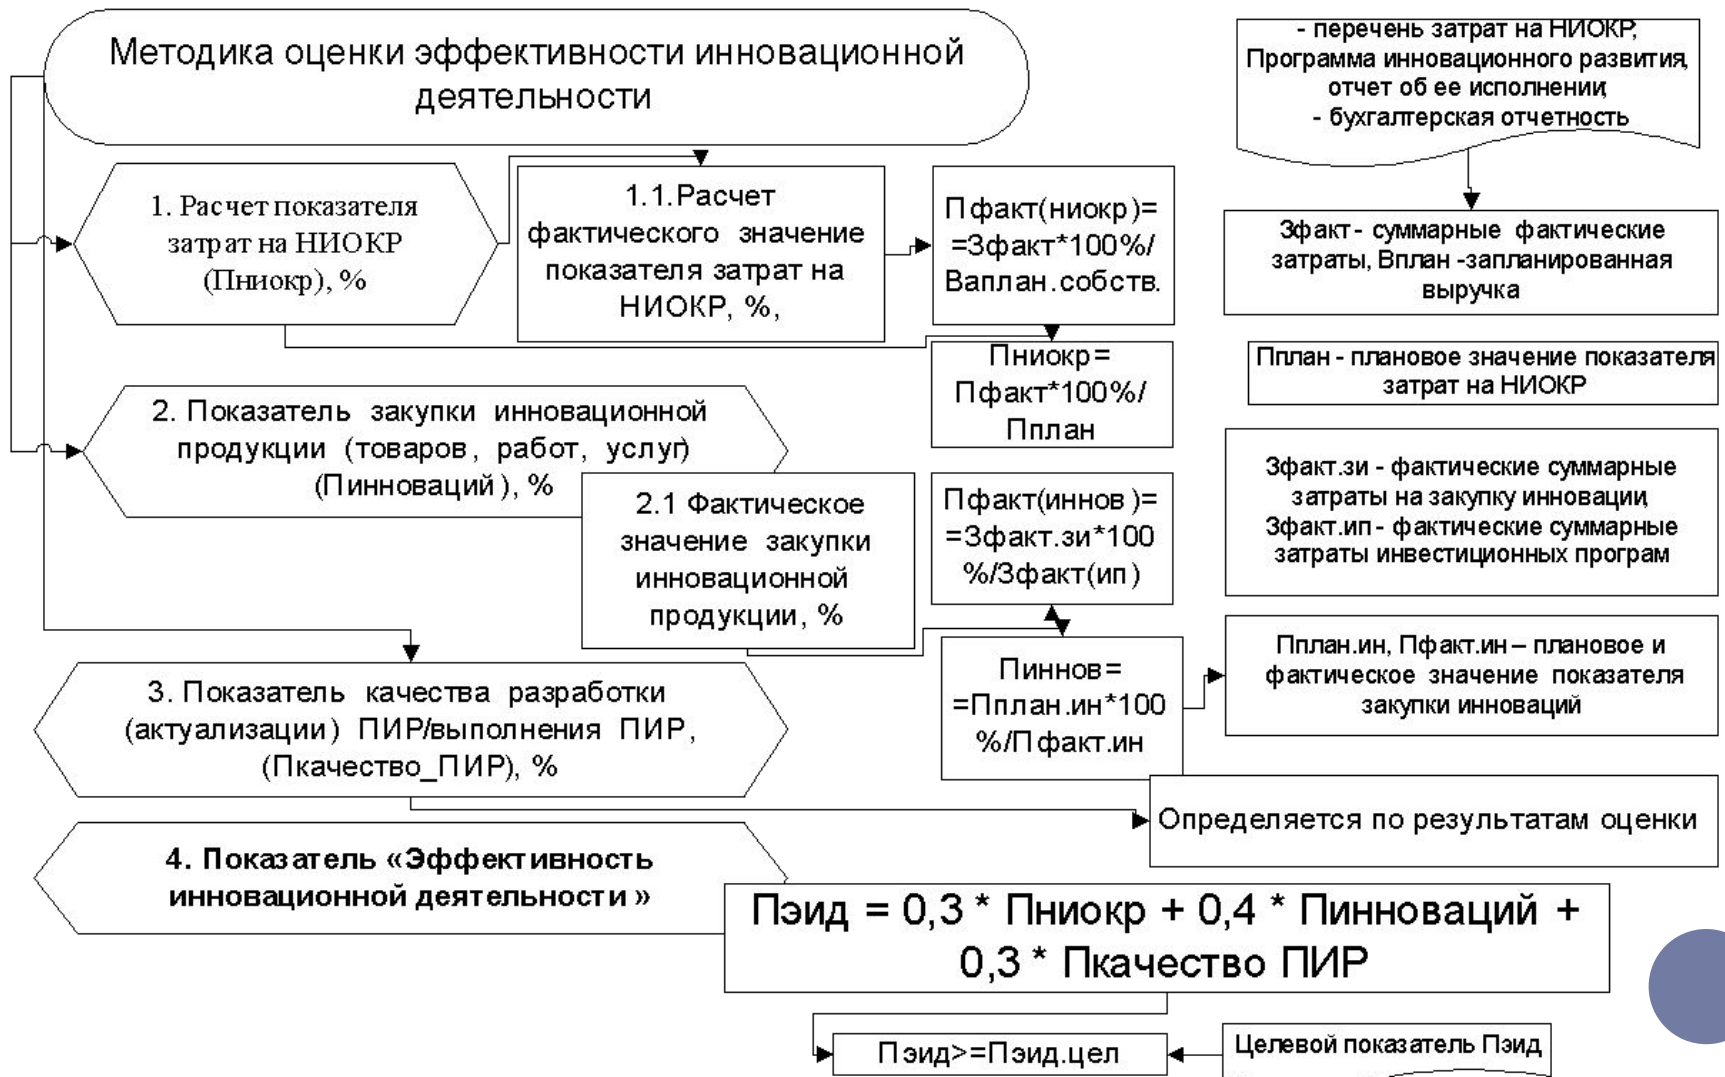 Методика оценки эффективности инновационной
деятельности
- перечень затрат на НИОКР;
Программа инновационного развития,
отчет об ее исполнении;
- бухгалтерская отчетность
1. Расчет показателя
затрат на НИОКР
(Пниокр), %
1.1.Расчет
фактического значение
показателя затрат на
НИОКР, %,
Пфакт(ниокр)=
=Зфакт*100%/
Ваплан.собств.
Зфакт - суммарные фактические
затраты, Вплан -запланированная
выручка
Пниокр=
Пфакт*100%/
Пплан
Пплан - плановое значение показателя
затрат на НИОКР
2. Показатель закупки инновационной
продукции (товаров, работ, услуг)
(Пинноваций), %
2.1 Фактическое
значение закупки
инновационной
продукции, %
Пфакт(иннов)=
=Зфакт.зи*100
%/Зфакт(ип)
Зфакт.зи - фактические суммарные
затраты на закупку инновации,
Зфакт.ип - фактические суммарные
затраты инвестиционных програм
Пиннов=
=Пплан.ин*100
%/Пфакт.ин
Пплан.ин, Пфакт.ин – плановое и
фактическое значение показателя
закупки инноваций
3. Показатель качества разработки
(актуализации) ПИР/выполнения ПИР,
(Пкачество_ПИР), %
Определяется по результатам оценки
4. Показатель «Эффективность
инновационной деятельности»
Пэид = 0,3 * Пниокр + 0,4 * Пинноваций +
0,3 * Пкачество ПИР
Пэид>=Пэид.цел
Целевой показатель Пэид